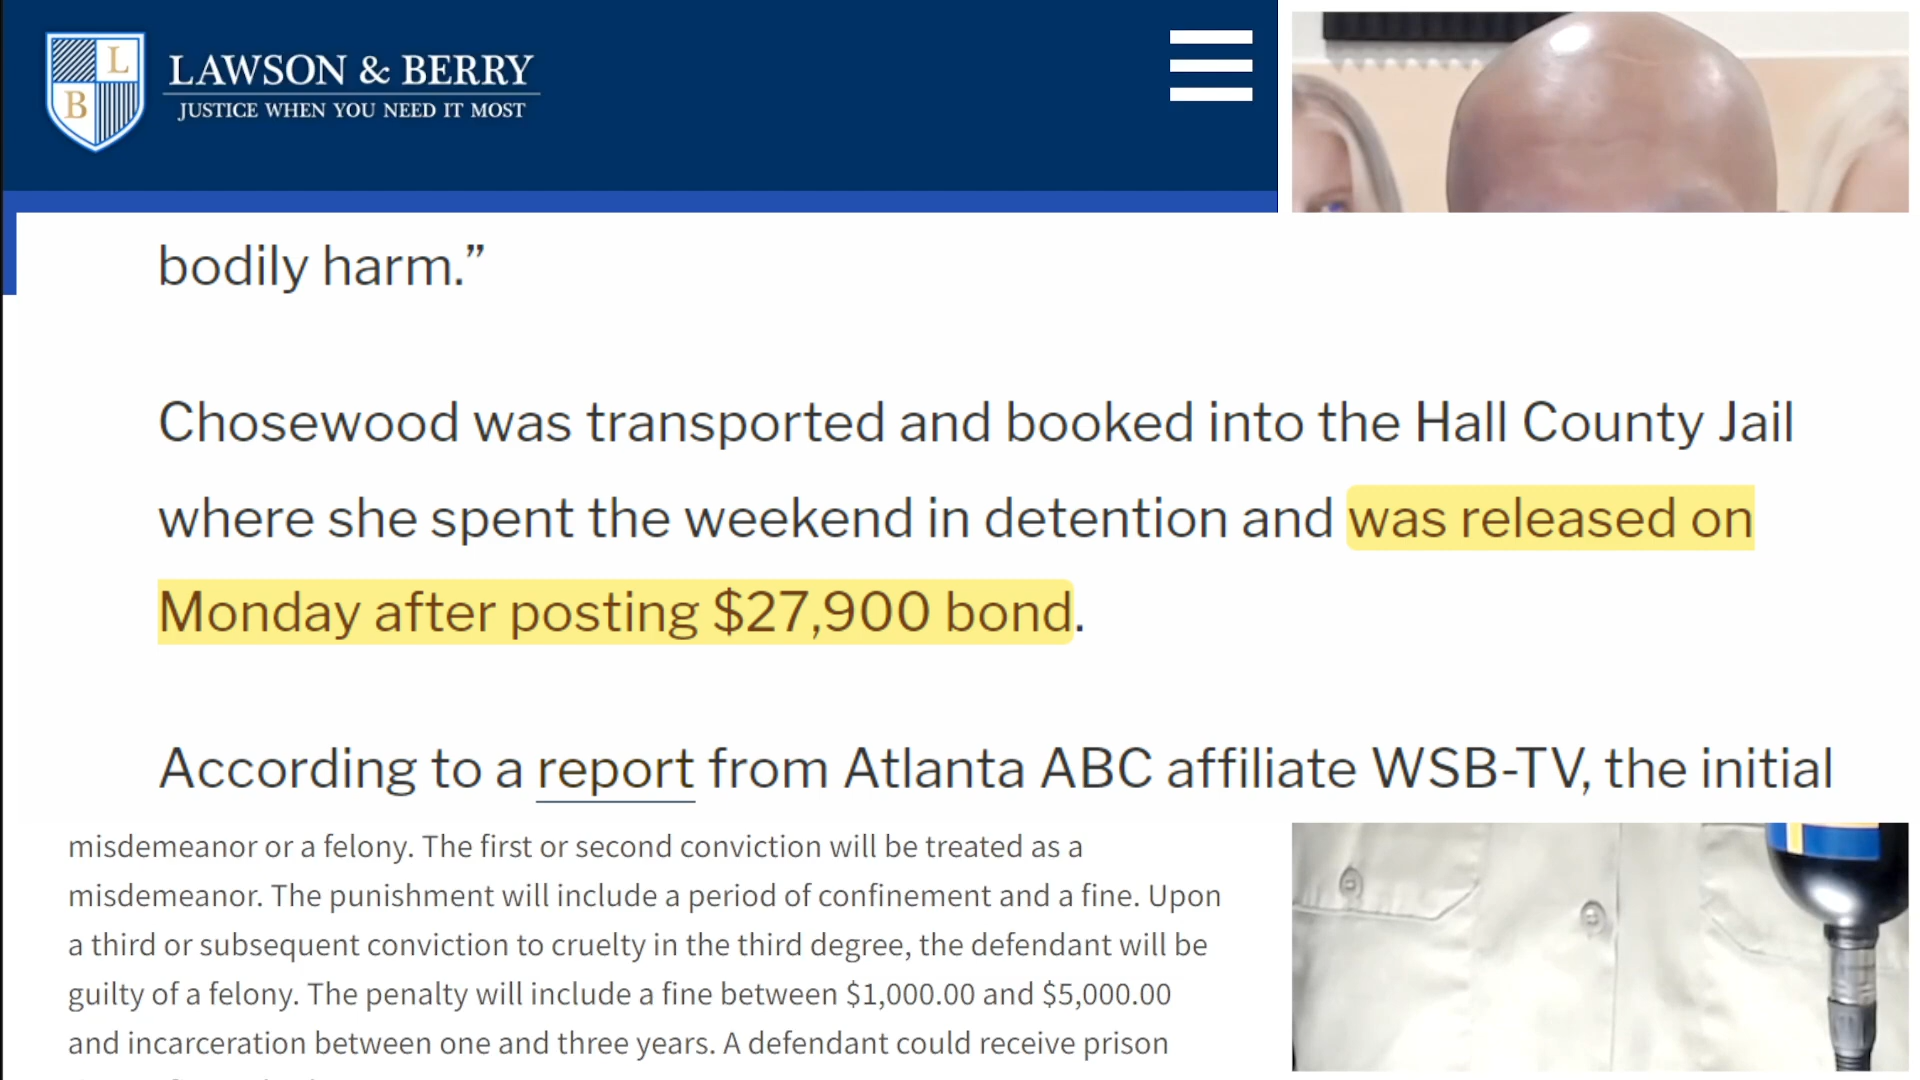 L
B
LAWSON & BERRY
JUSTICE WHEN YOU NEED IT MOST
bodily harm.”
Chosewood was transported and booked into the Hall County Jail
where she spent the weekend in detention and was released on
Monday after posting $27,900 bond.
According to a report from Atlanta ABC affiliate WSB-TV, the initial
misdemeanor or a felony. The first or second conviction will be treated as a
misdemeanor. The punishment will include a period of confinement and a fine. Upon
a third or subsequent conviction to cruelty in the third degree, the defendant will be
guilty of a felony. The penalty will include a fine between $1,000.00 and $5,000.00
and incarceration between one and three years. A defendant could receive prison